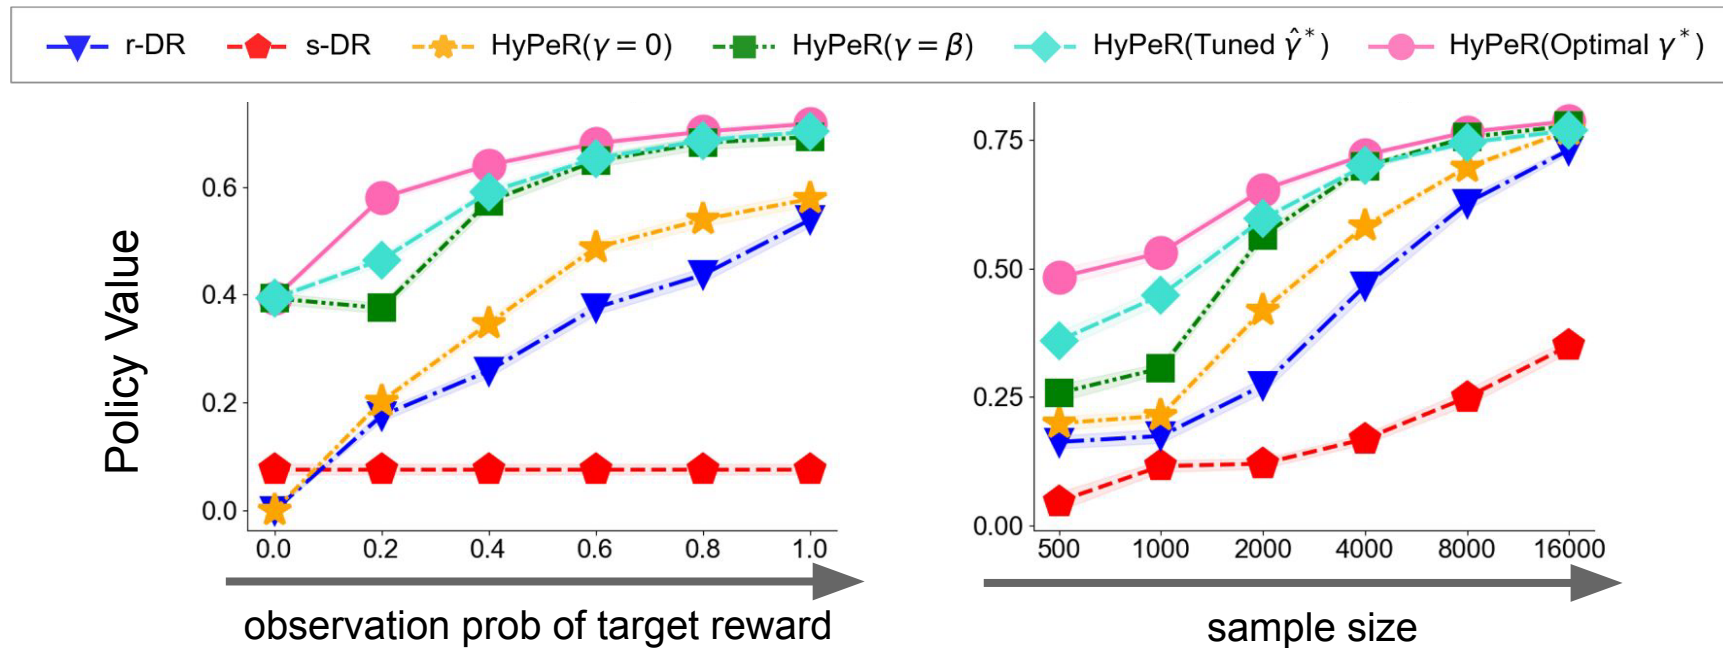 r-DR s-DR HyPeR(γ = 0) HyPeR(γ = β) HyPeR(Tuned γ̂*) HyPeR(Optimal γ*)
Policy Value
0.6
0.4
0.2
0.0
0.0 0.2 0.4 0.6 0.8 1.0
observation prob of target reward
0.75
0.50
0.25
0.00
500 1000 2000 4000 8000 16000
sample size